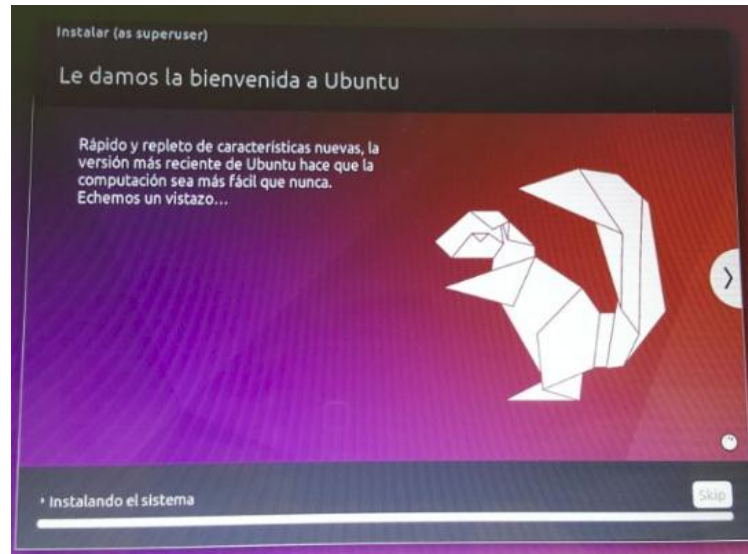 Instalar (as superuser)
Le damos la bienvenida a Ubuntu
Rápido y repleto de características nuevas, la
versión más reciente de Ubuntu hace que la
computación sea más fácil que nunca.
Echemos un vistazo...
Instalando el sistema
Skip